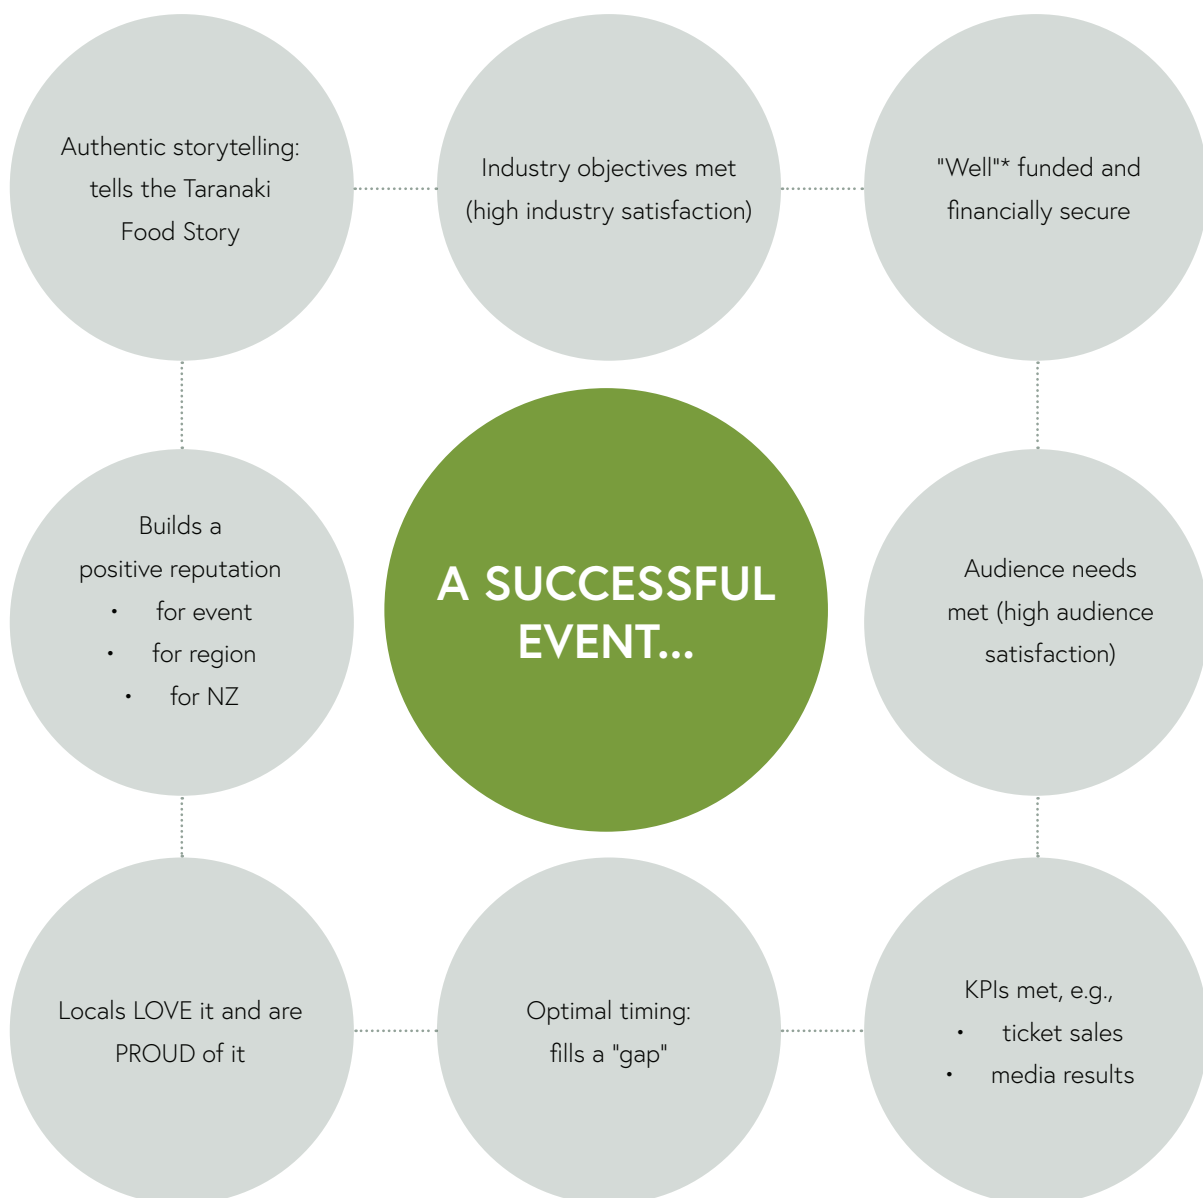 Authentic storytelling:
tells the Taranaki
Food Story
Industry objectives met
(high industry satisfaction)
"Well"* funded and
financially secure
Builds a
positive reputation
• for event
• for region
• for NZ
A SUCCESSFUL
EVENT...
Audience needs
met (high audience
satisfaction)
Locals LOVE it and are
PROUD of it
Optimal timing:
fills a "gap"
KPIs met, e.g.,
• ticket sales
• media results